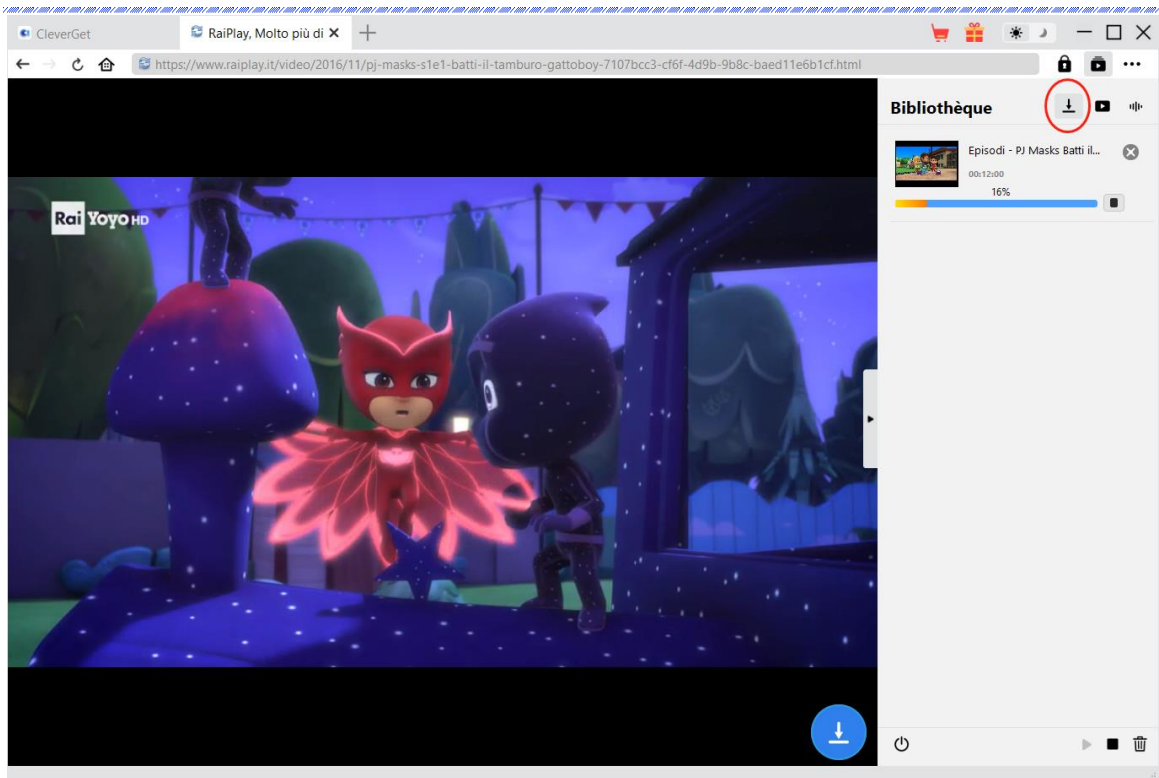 CleverGet
RaiPlay, Molto più di
https://www.raiplay.it/video/2016/11/pj-masks-s1e1-batti-il-tamburo-gattoboy-7107bcc3-cf6f-4d9b-9b8c-baed11e6b1cf.html
Bibliothèque
Episodi - PJ Masks Batti il...
00:12:00
16%
Rai Yoyo HD